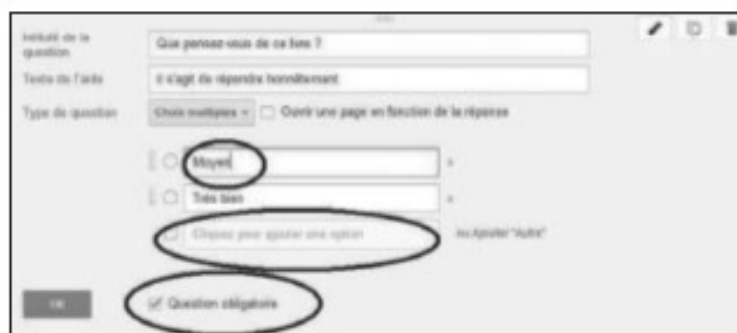 Intitulé de la question
Que pensez-vous de ce livre ?
Texte de l'aide
il s'agit de répondre honnêtement
Type de question
Choix multiples
Ouvrir une page en fonction de la réponse
Moyen
x
Très bien
x
Cliquez pour ajouter une option
ou Ajouter "Autre"
OK
Question obligatoire